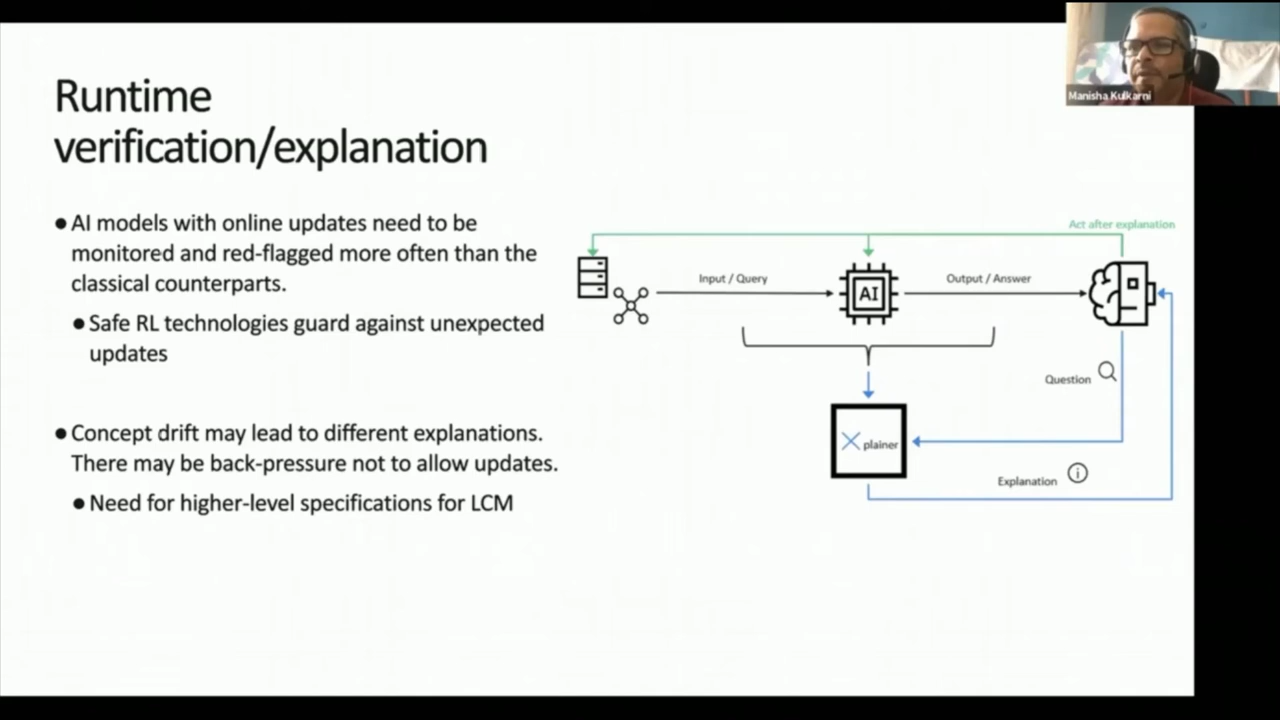 Manisha Kulkarni
Runtime
verification/explanation
● AI models with online updates need to be
monitored and red-flagged more often than the
classical counterparts.
● Safe RL technologies guard against unexpected
updates
● Concept drift may lead to different explanations.
There may be back-pressure not to allow updates.
● Need for higher-level specifications for LCM
Act after explanation
Input / Query
AI
Output / Answer
Question
X plainer
Explanation
i